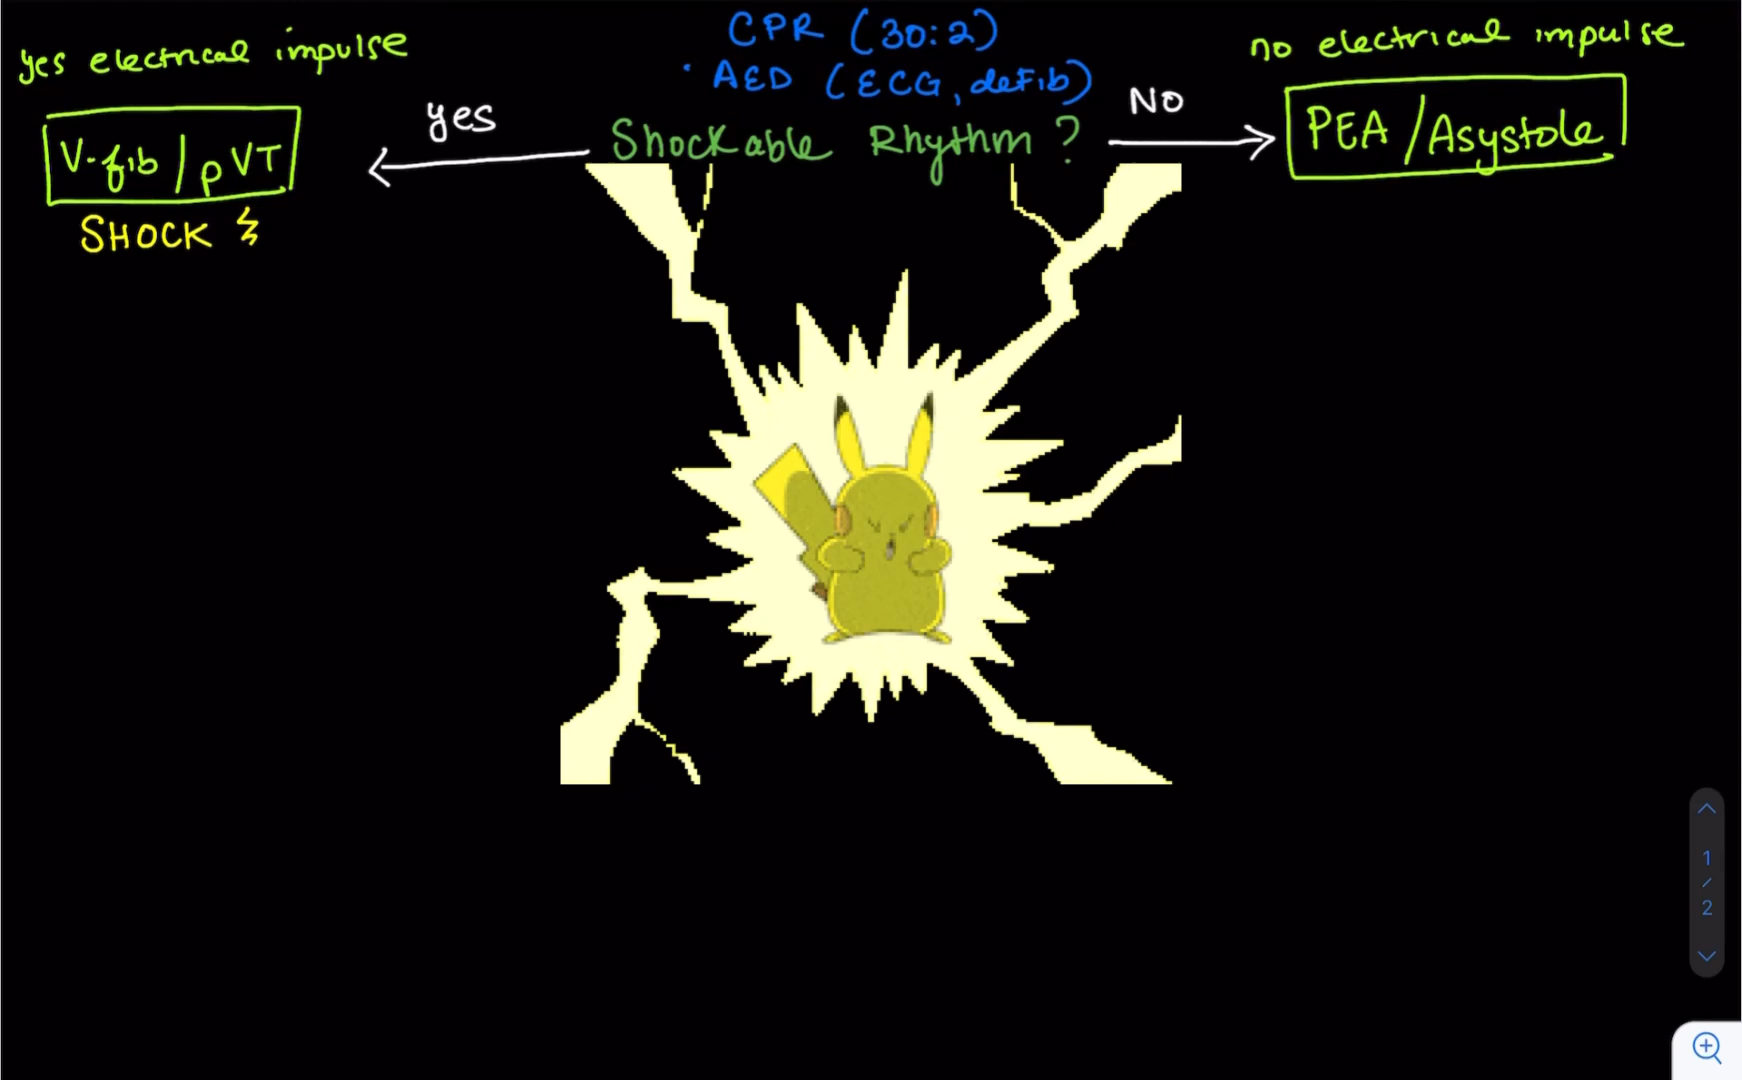 CPR (30:2)
· AED (ECG, defib)
Shockable Rhythm ?
yes electrical impulse
yes
V-fib / pVT
SHOCK
no electrical impulse
NO
PEA / Asystole
1
/
2